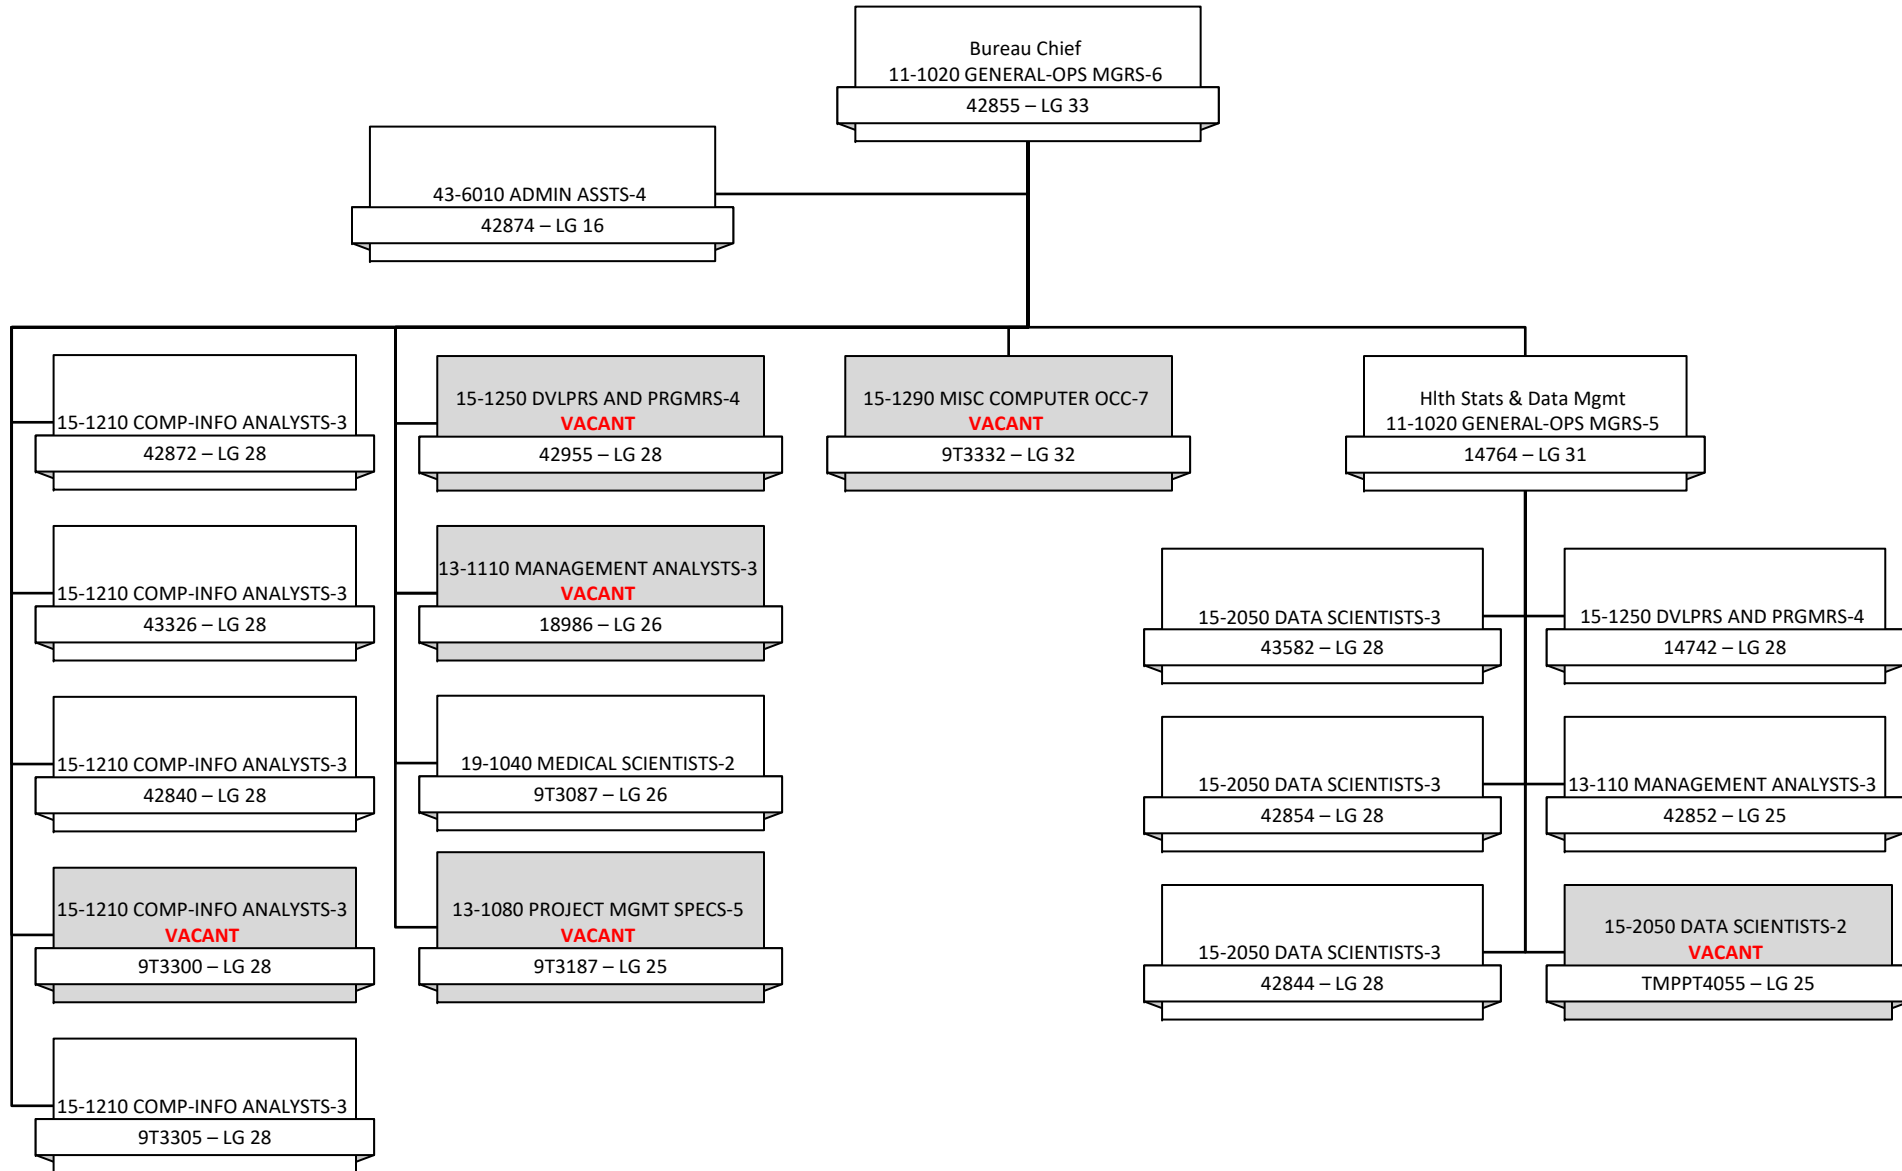 Bureau Chief
11-1020 GENERAL-OPS MGRS-6
42855 – LG 33
43-6010 ADMIN ASSTS-4
42874 – LG 16
15-1210 COMP-INFO ANALYSTS-3
42872 – LG 28
15-1210 COMP-INFO ANALYSTS-3
43326 – LG 28
15-1210 COMP-INFO ANALYSTS-3
42840 – LG 28
15-1210 COMP-INFO ANALYSTS-3
VACANT
9T3300 – LG 28
15-1210 COMP-INFO ANALYSTS-3
9T3305 – LG 28
15-1250 DVLPRS AND PRGMRS-4
VACANT
42955 – LG 28
13-1110 MANAGEMENT ANALYSTS-3
VACANT
18986 – LG 26
19-1040 MEDICAL SCIENTISTS-2
9T3087 – LG 26
13-1080 PROJECT MGMT SPECS-5
VACANT
9T3187 – LG 25
15-1290 MISC COMPUTER OCC-7
VACANT
9T3332 – LG 32
Hlth Stats & Data Mgmt
11-1020 GENERAL-OPS MGRS-5
14764 – LG 31
15-2050 DATA SCIENTISTS-3
43582 – LG 28
15-2050 DATA SCIENTISTS-3
42854 – LG 28
15-2050 DATA SCIENTISTS-3
42844 – LG 28
15-1250 DVLPRS AND PRGMRS-4
14742 – LG 28
13-110 MANAGEMENT ANALYSTS-3
42852 – LG 25
15-2050 DATA SCIENTISTS-2
VACANT
TMPPT4055 – LG 25